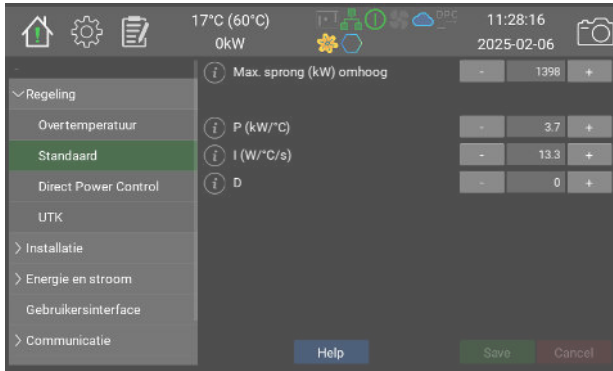 17°C (60°C)
0kW
DPC
11:28:16
2025-02-06
-
Max. sprong (kW) omhoog
- 1398 +
Regeling
Overtemperatuur
P (kW/°C)
- 3.7 +
Standaard
I (W/°C/s)
- 13.3 +
Direct Power Control
D
- 0 +
UTK
Installatie
Energie en stroom
Gebruikersinterface
Communicatie
Help
Save
Cancel